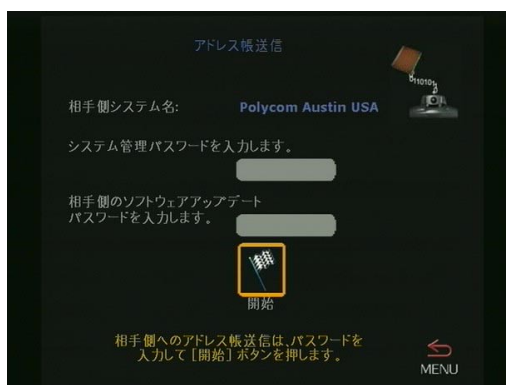 アドレス帳送信
110101
相手側システム名: Polycom Austin USA
システム管理パスワードを入力します。
相手側のソフトウェアアップデート
パスワードを入力します。
開始
相手側へのアドレス帳送信は、パスワードを
入力して [開始] ボタンを押します。
MENU